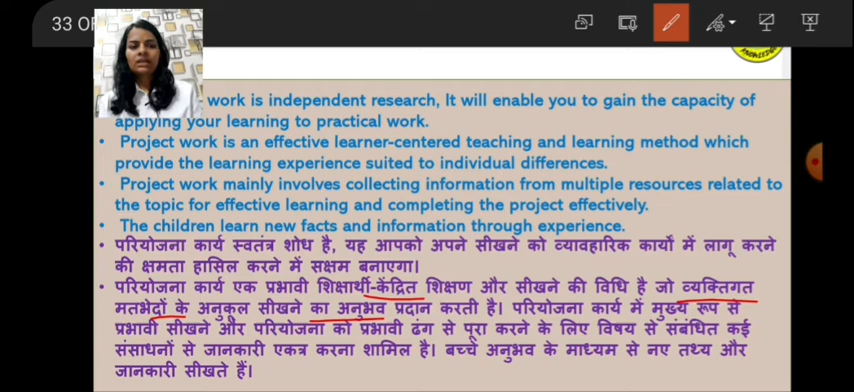 33 OF
KNOWLEDGE
work is independent research, It will enable you to gain the capacity of
applying your learning to practical work.
• Project work is an effective learner-centered teaching and learning method which
provide the learning experience suited to individual differences.
• Project work mainly involves collecting information from multiple resources related to
the topic for effective learning and completing the project effectively.
• The children learn new facts and information through experience.
• परियोजना कार्य स्वतंत्र शोध है, यह आपको अपने सीखने को व्यावहारिक कार्यों में लागू करने
की क्षमता हासिल करने में सक्षम बनाएगा।
• परियोजना कार्य एक प्रभावी शिक्षार्थी-केंद्रित शिक्षण और सीखने की विधि है जो व्यक्तिगत
मतभेदों के अनुकूल सीखने का अनुभव प्रदान करती है। परियोजना कार्य में मुख्य रूप से
प्रभावी सीखने और परियोजना को प्रभावी ढंग से पूरा करने के लिए विषय से संबंधित कई
संसाधनों से जानकारी एकत्र करना शामिल है। बच्चे अनुभव के माध्यम से नए तथ्य और
जानकारी सीखते हैं।